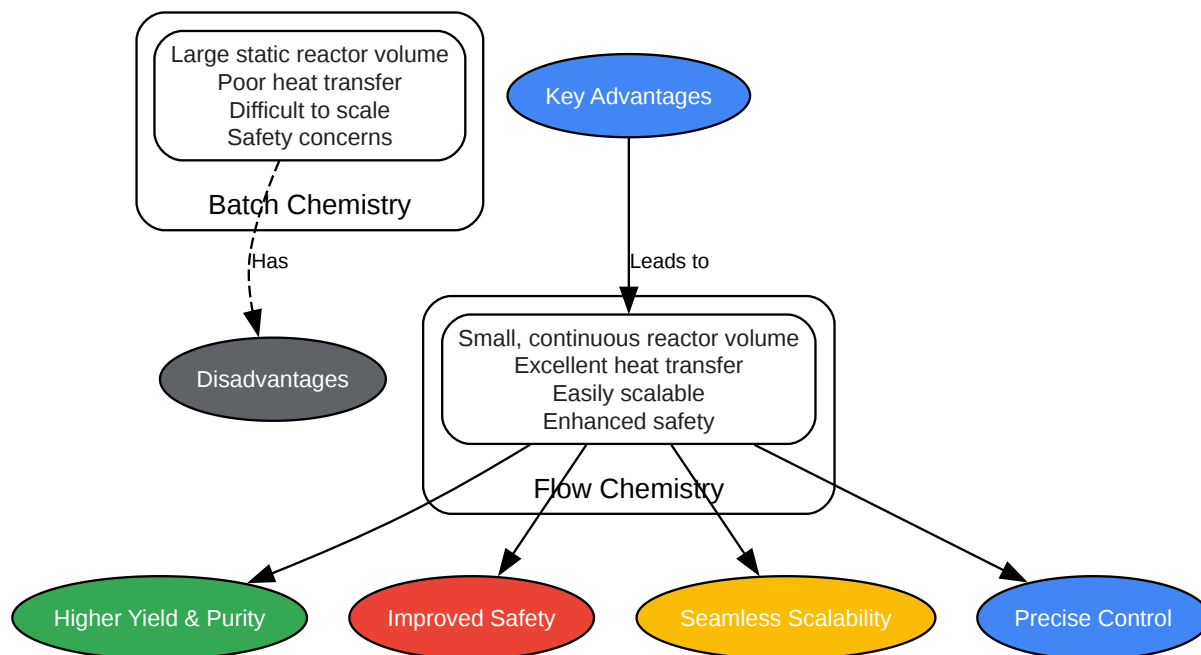 Large static reactor volume
Poor heat transfer
Difficult to scale
Safety concerns
Batch Chemistry
Key Advantages
Has
Leads to
Disadvantages
Small, continuous reactor volume
Excellent heat transfer
Easily scalable
Enhanced safety
Flow Chemistry
Higher Yield & Purity
Improved Safety
Seamless Scalability
Precise Control